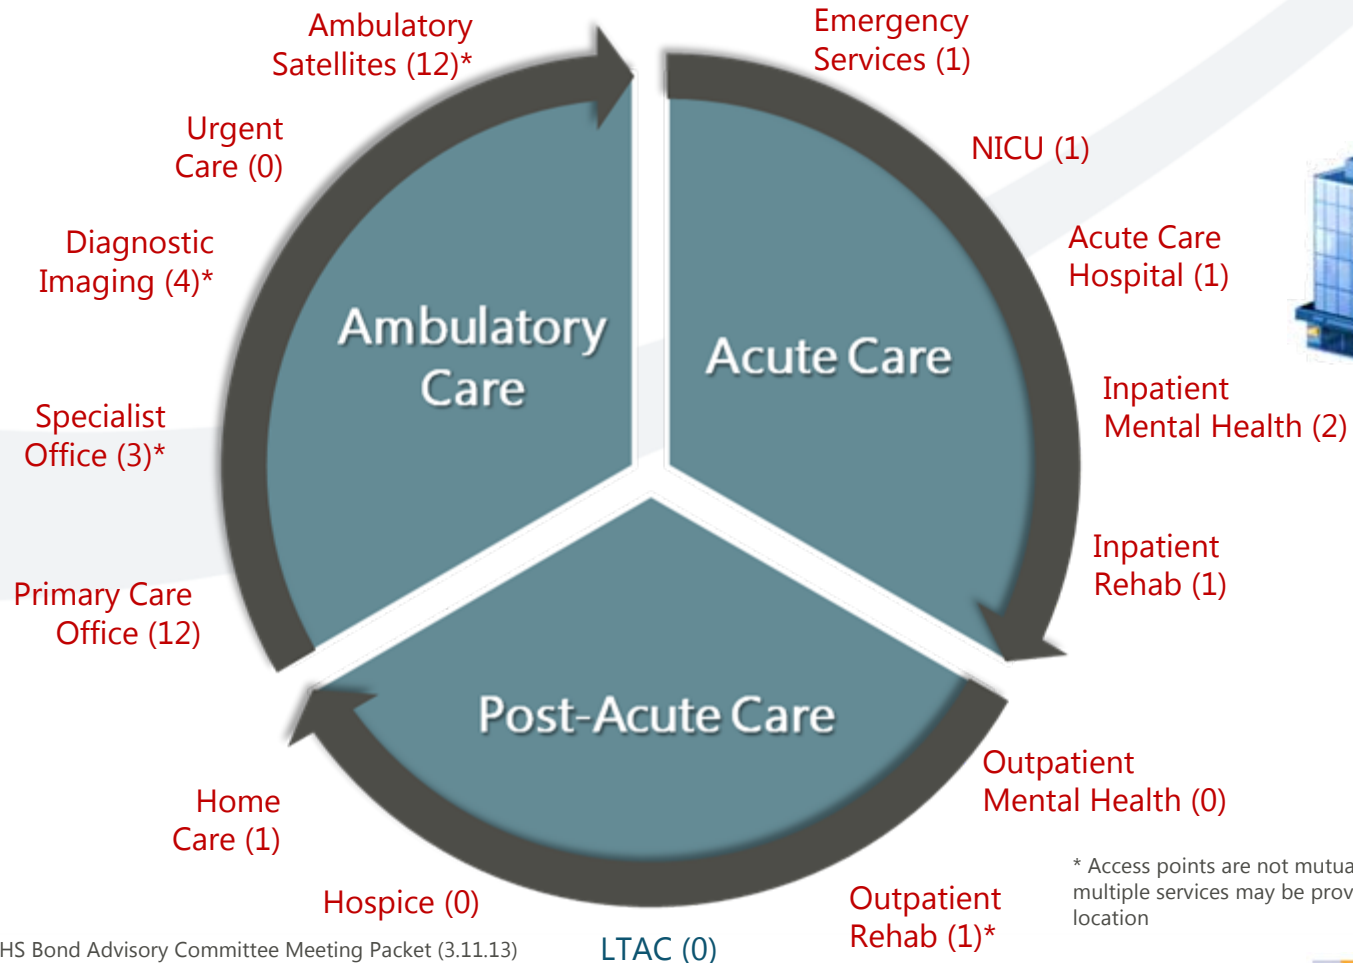 Ambulatory
Satellites (12)*
Emergency
Services (1)
Urgent
Care (0)
NICU (1)
Diagnostic
Imaging (4)*
Acute Care
Hospital (1)
Ambulatory
Care
Acute Care
Specialist
Office (3)*
Inpatient
Mental Health (2)
Primary Care
Office (12)
Inpatient
Rehab (1)
Post-Acute Care
Home
Care (1)
Outpatient
Mental Health (0)
Hospice (0)
Outpatient
Rehab (1)*
LTAC (0)
* Access points are not
multiple services may be
location
HS Bond Advisory Committee Meeting Packet (3.11.13)